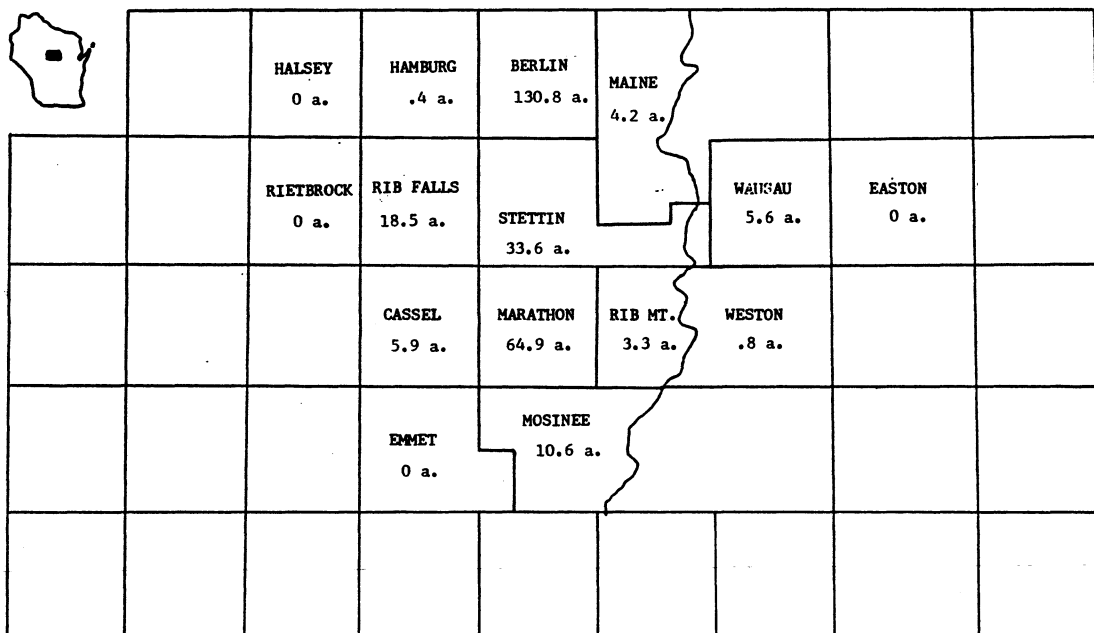 HALSEY
0 a.
HAMBURG
.4 a.
BERLIN
130.8 a.
MAINE
4.2 a.
RIETBROCK
0 a.
RIB FALLS
18.5 a.
STETTIN
33.6 a.
WAUSAU
5.6 a.
EASTON
0 a.
CASSEL
5.9 a.
MARATHON
64.9 a.
RIB MT.
3.3 a.
WESTON
.8 a.
EMMET
0 a.
MOSINEE
10.6 a.